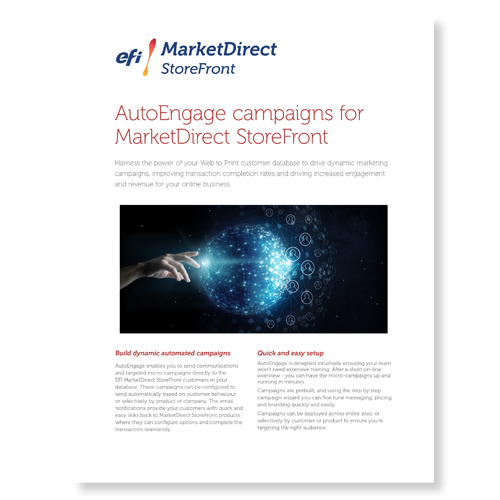 efi MarketDirect
StoreFront
AutoEngage campaigns for
MarketDirect StoreFront
Harness the power of your Web to Print customer database to drive dynamic marketing
campaigns, improving transaction completion rates and driving increased engagement
and revenue for your online business.
Build dynamic automated campaigns
AutoEngage enables you to send communications
and targeted micro-campaigns directly to the
EFI MarketDirect StoreFront customers in your
database. These campaigns can be configured to
send automatically based on customer behaviour
or selectively by product or company. The email
notifications provide your customers with quick and
easy links back to MarketDirect StoreFront products
where they can configure options and complete the
transaction seamlessly.
Quick and easy setup
AutoEngage is designed intuitively ensuring your team
won't need extensive training. After a short on-line
overview - you can have the micro-campaigns up and
running in minutes.
Campaigns are prebuilt, and using the step by step
campaign wizard you can fine tune messaging, pricing
and branding quickly and easily.
Campaigns can be deployed across entire sites, or
selectively by customer or product to ensure you're
targeting the right audience.